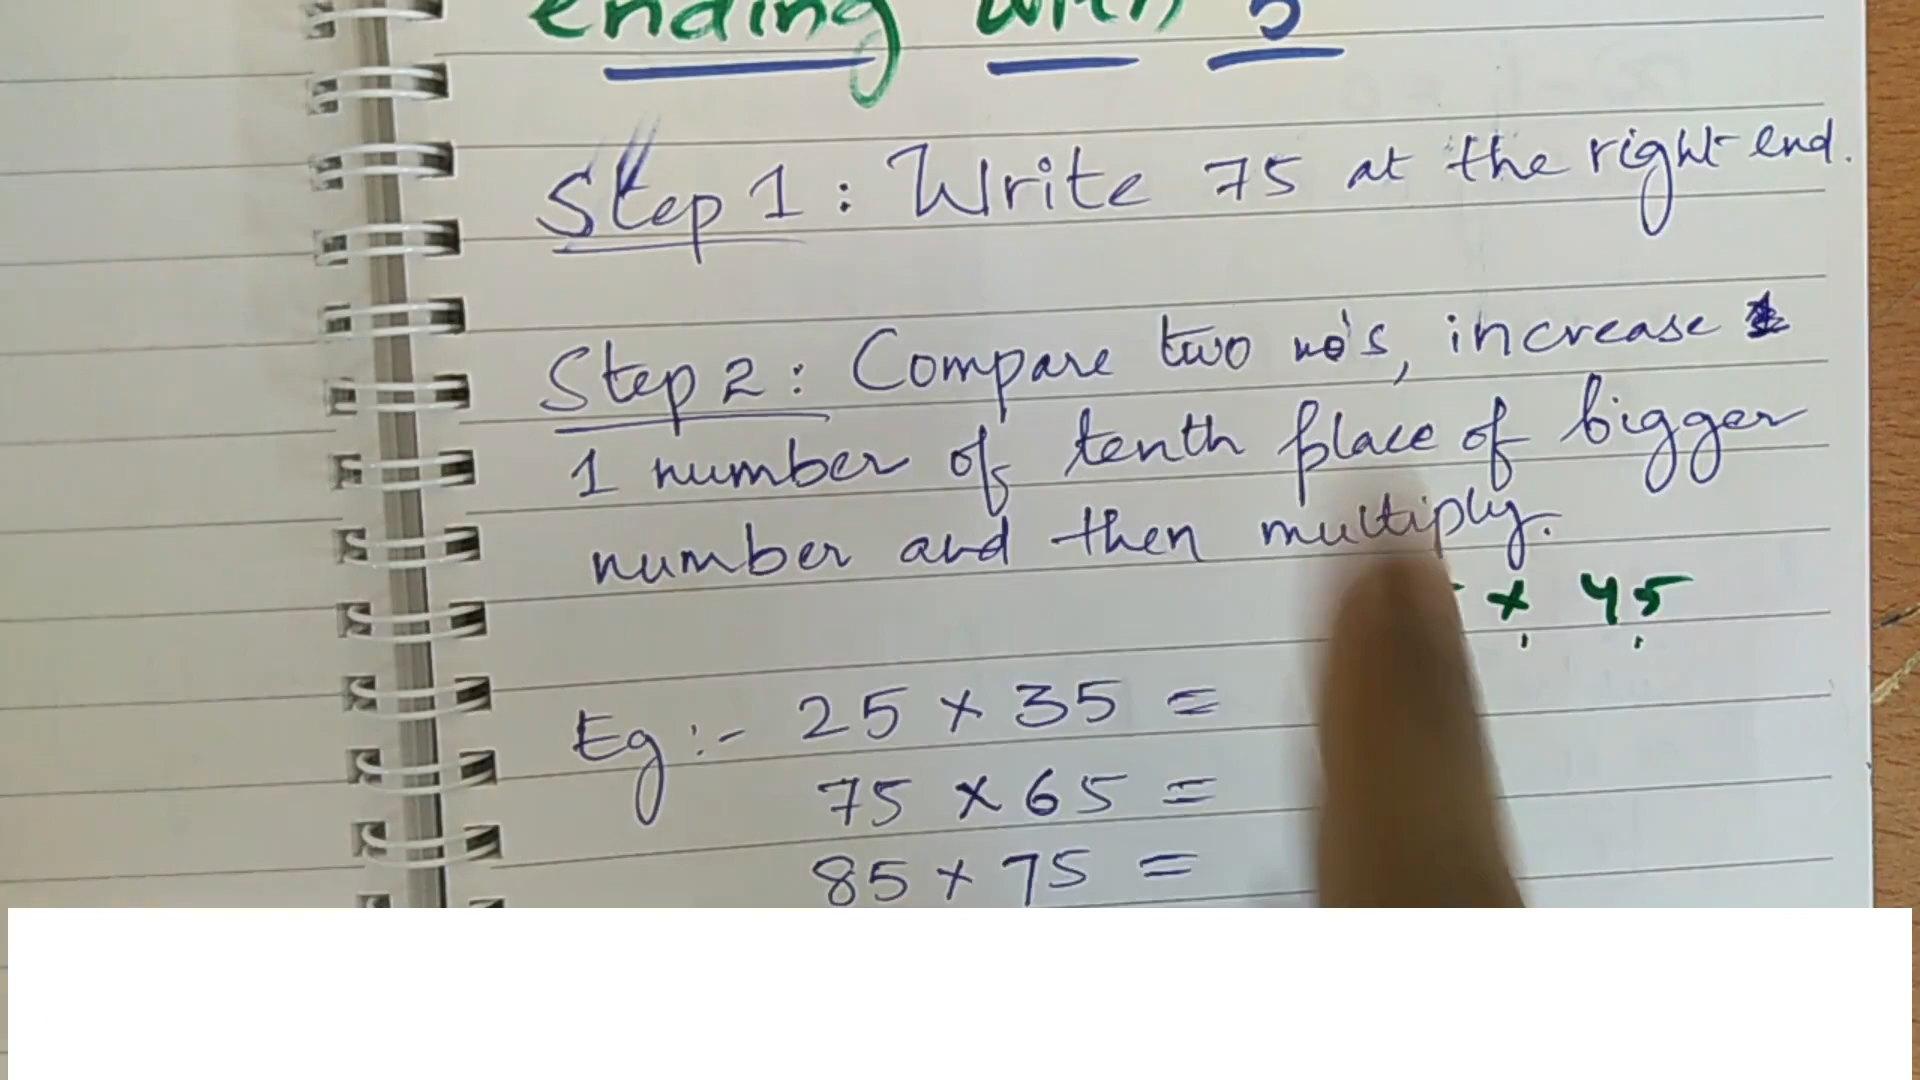 ending with 5
Step 1: Write 75 at the right end.
Step 2: Compare two no's, increase
1 number of tenth place of bigger
number and then multiply.
x 45
Eg :- 25 x 35 =
75 x 65 =
85 x 75 =